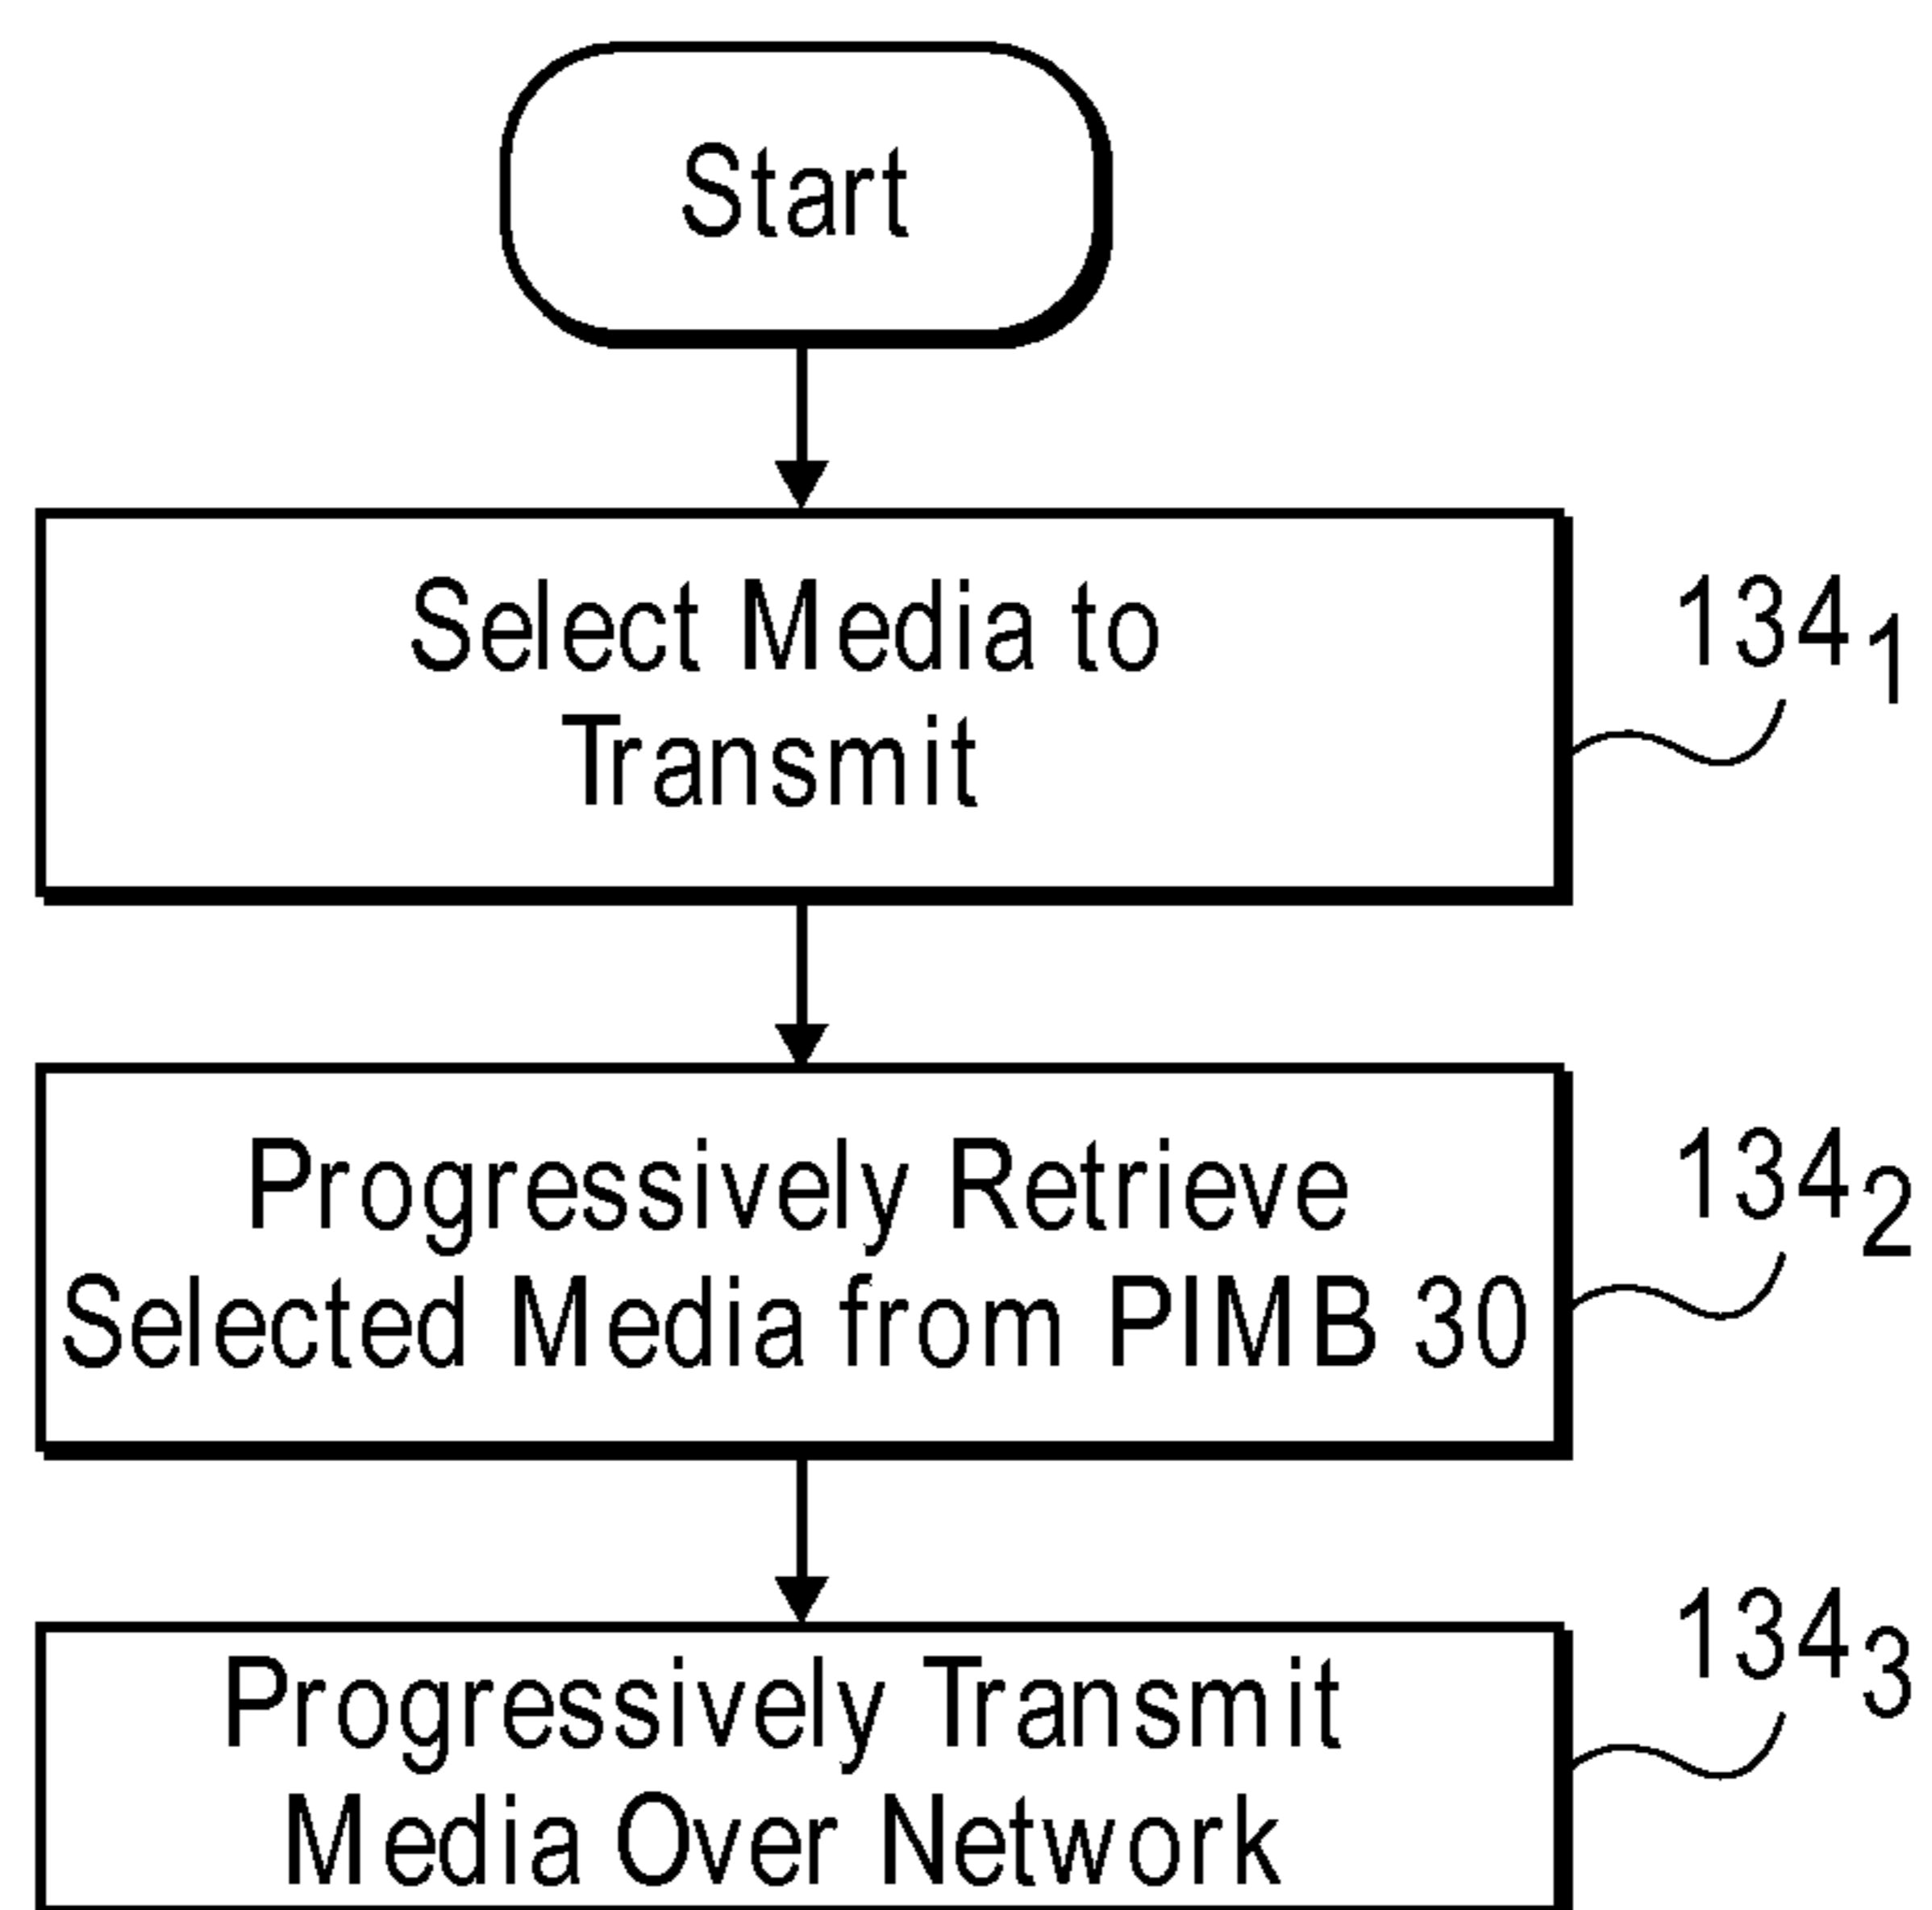 Start
Select Media to
Transmit
134₁
Progressively Retrieve
Selected Media from PIMB 30
134₂
Progressively Transmit
Media Over Network
134₃